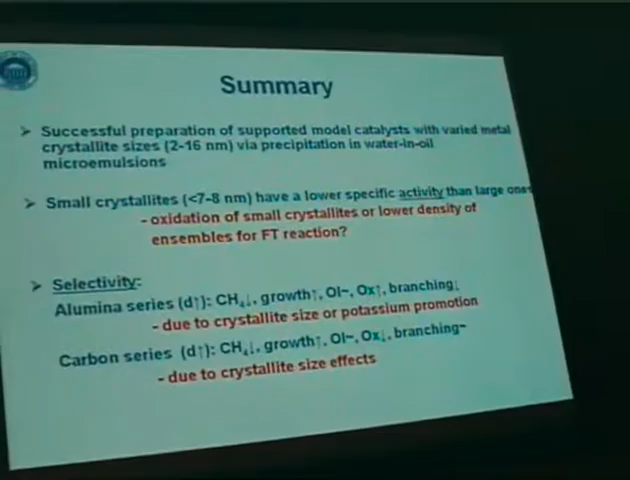 Summary
➢ Successful preparation of supported model catalysts with varied metal
crystallite sizes (2-16 nm) via precipitation in water-in-oil
microemulsions
➢ Small crystallites (<7-8 nm) have a lower specific activity than large ones
- oxidation of small crystallites or lower density of
ensembles for FT reaction?
➢ Selectivity:
Alumina series (d↑): CH₄↓, growth↑, Ol~, Ox↑, branching↓
- due to crystallite size or potassium promotion
Carbon series (d↑): CH₄↓, growth↑, Ol~, Ox↓, branching~
- due to crystallite size effects